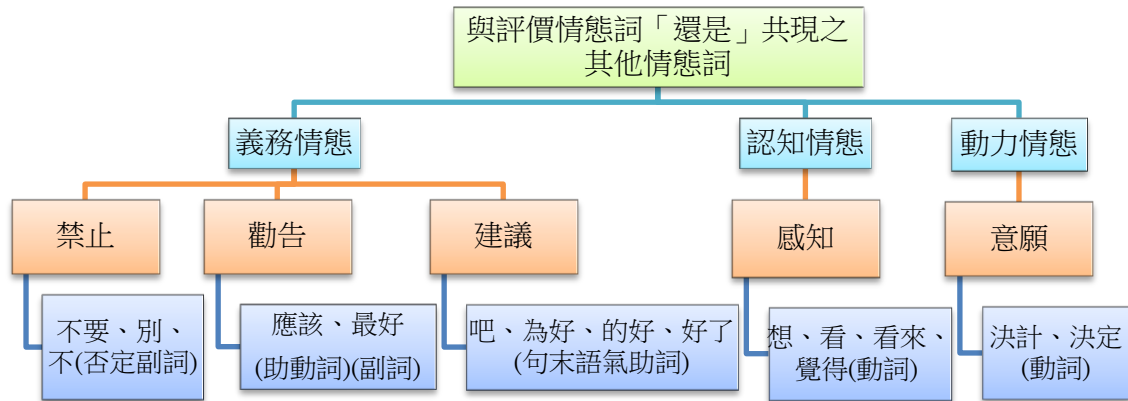 與評價情態詞「還是」共現之
其他情態詞
義務情態
認知情態
動力情態
禁止
勸告
建議
感知
意願
不要、別、
不(否定副詞)
應該、最好
(助動詞)(副詞)
吧、為好、的好、好了
(句末語氣助詞)
想、看、看來、
覺得(動詞)
決計、決定
(動詞)